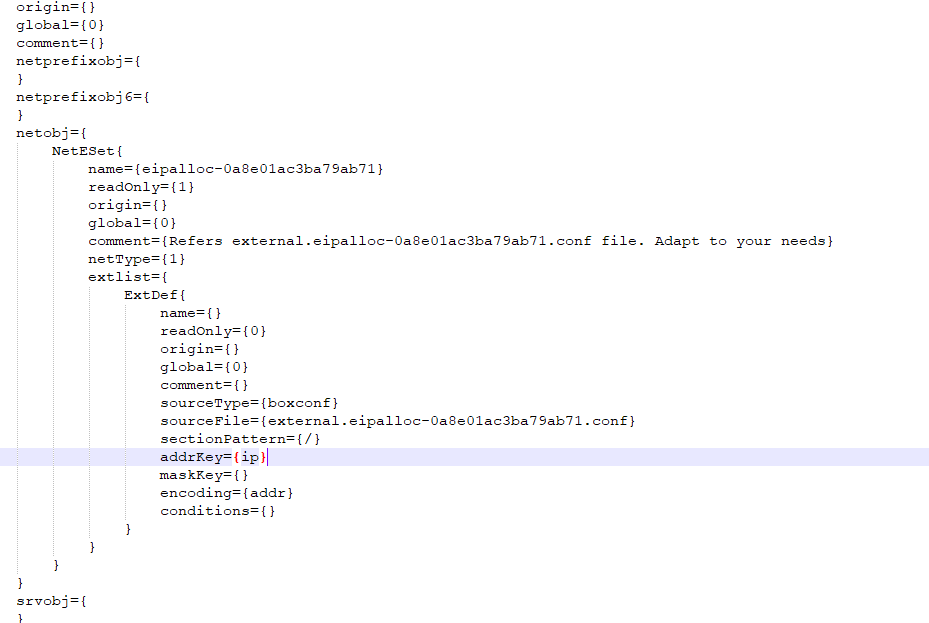 origin={}
global={0}
comment={}
netprefixobj={
}
netprefixobj6={
}
netobj={
NetESet{
name={eipalloc-0a8e01ac3ba79ab71}
readOnly={1}
origin={}
global={0}
comment={Refers external.eipalloc-0a8e01ac3ba79ab71.conf file. Adapt to your needs}
netType={1}
extlist={
ExtDef{
name={}
readOnly={0}
origin={}
global={0}
comment={}
sourceType={boxconf}
sourceFile={external.eipalloc-0a8e01ac3ba79ab71.conf}
sectionPattern={/}
addrKey={ip}
maskKey={}
encoding={addr}
conditions={}
}
}
}
}
srvobj={
}